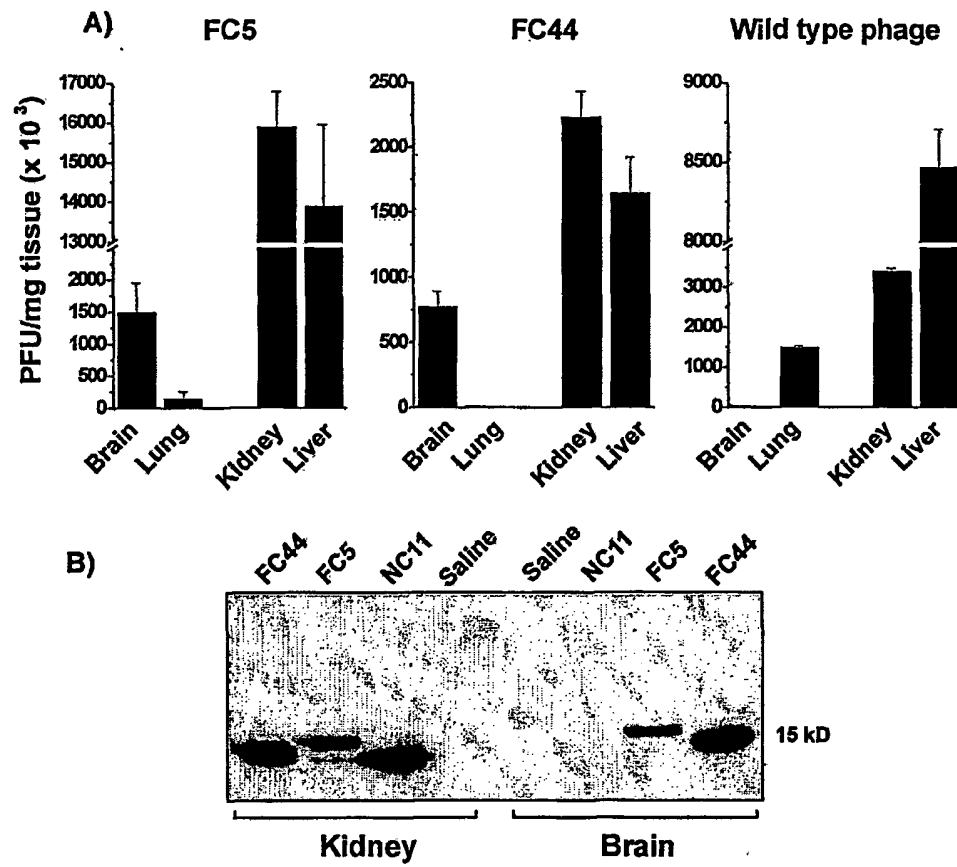 A)
FC5
FC44
Wild type phage
PFU/mg tissue (x 10³)
17000
16000
15000
14000
13000
2000
1500
1000
500
0
Brain
Lung
Kidney
Liver
2500
2000
1500
1000
500
0
Brain
Lung
Kidney
Liver
9000
8500
8000
3000
2000
1000
0
Brain
Lung
Kidney
Liver
B)
FC44
FC5
NC11
Saline
Saline
NC11
FC5
FC44
15 kD
Kidney
Brain